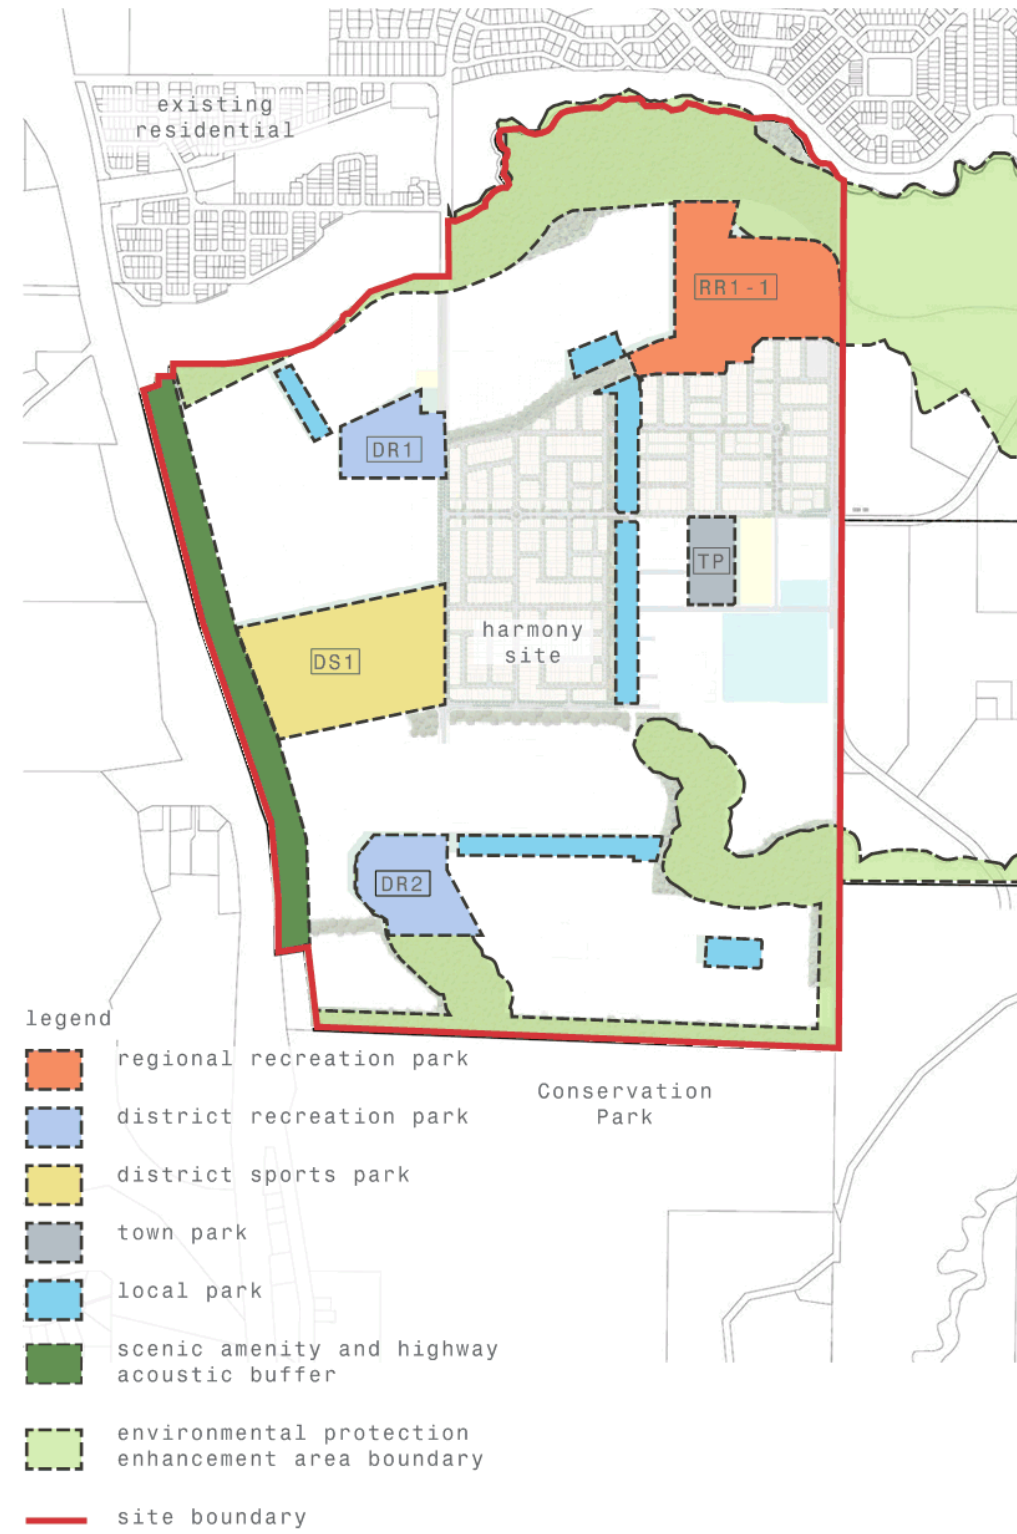 existing
residential
RR1-1
DR1
TP
harmony
site
DS1
DR2
legend
regional recreation park
Conservation
Park
district recreation park
district sports park
town park
local park
scenic amenity and highway
acoustic buffer
environmental protection
enhancement area boundary
site boundary